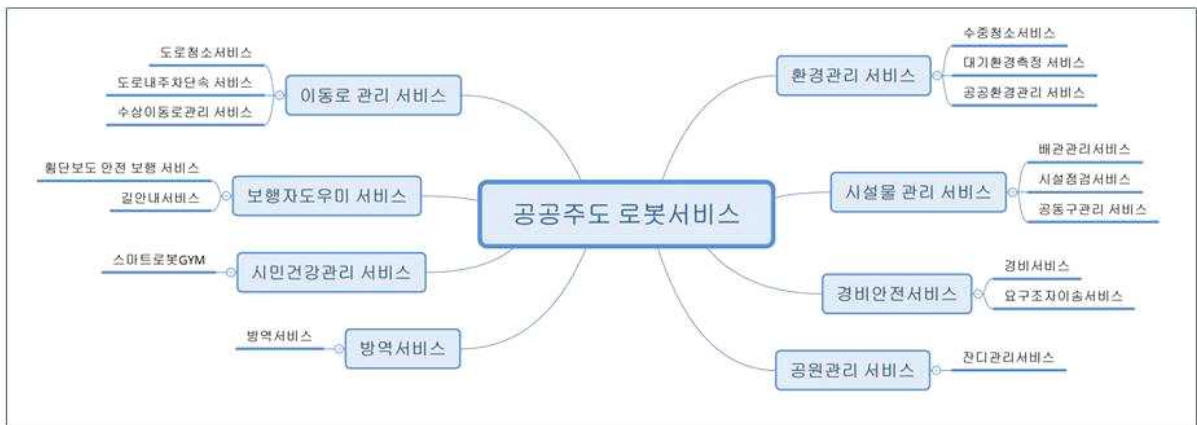 공공주도 로봇서비스
이동로 관리 서비스
도로청소서비스
도로내주차단속 서비스
수상이동로관리 서비스
보행자도우미 서비스
횡단보도 안전 보행 서비스
길안내서비스
시민건강관리 서비스
스마트로봇GYM
방역서비스
방역서비스
환경관리 서비스
수중청소서비스
대기환경측정 서비스
공공환경관리 서비스
시설물 관리 서비스
배관관리서비스
시설점검서비스
공동구관리 서비스
경비안전서비스
경비서비스
요구조자이송서비스
공원관리 서비스
잔디관리서비스